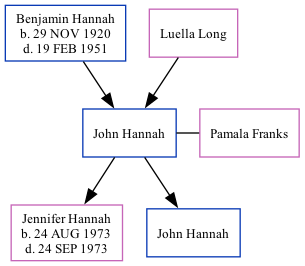 Benjamin Hannah
b. 29 NOV 1920
d. 19 FEB 1951
Luella Long
John Hannah
Pamala Franks
Jennifer Hannah
b. 24 AUG 1973
d. 24 SEP 1973
John Hannah